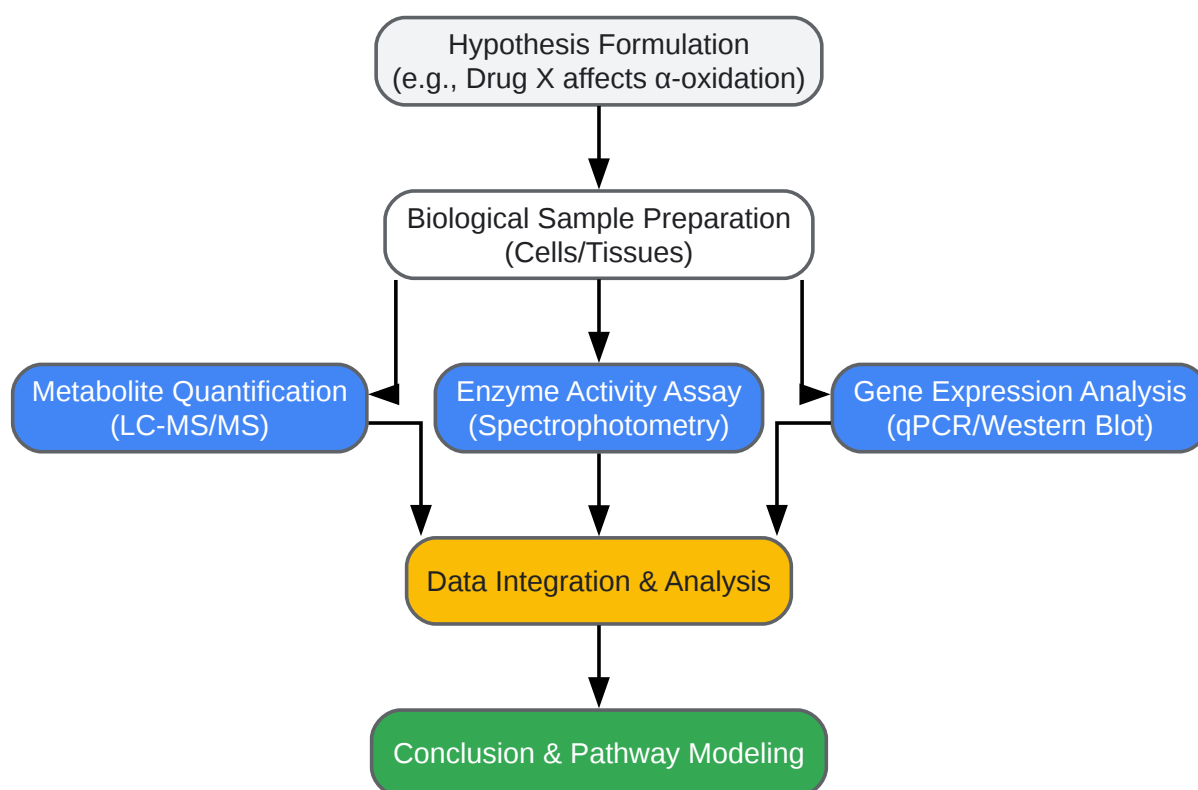 Hypothesis Formulation
(e.g., Drug X affects α-oxidation)
Biological Sample Preparation
(Cells/Tissues)
Metabolite Quantification
(LC-MS/MS)
Enzyme Activity Assay
(Spectrophotometry)
Gene Expression Analysis
(qPCR/Western Blot)
Data Integration & Analysis
Conclusion & Pathway Modeling